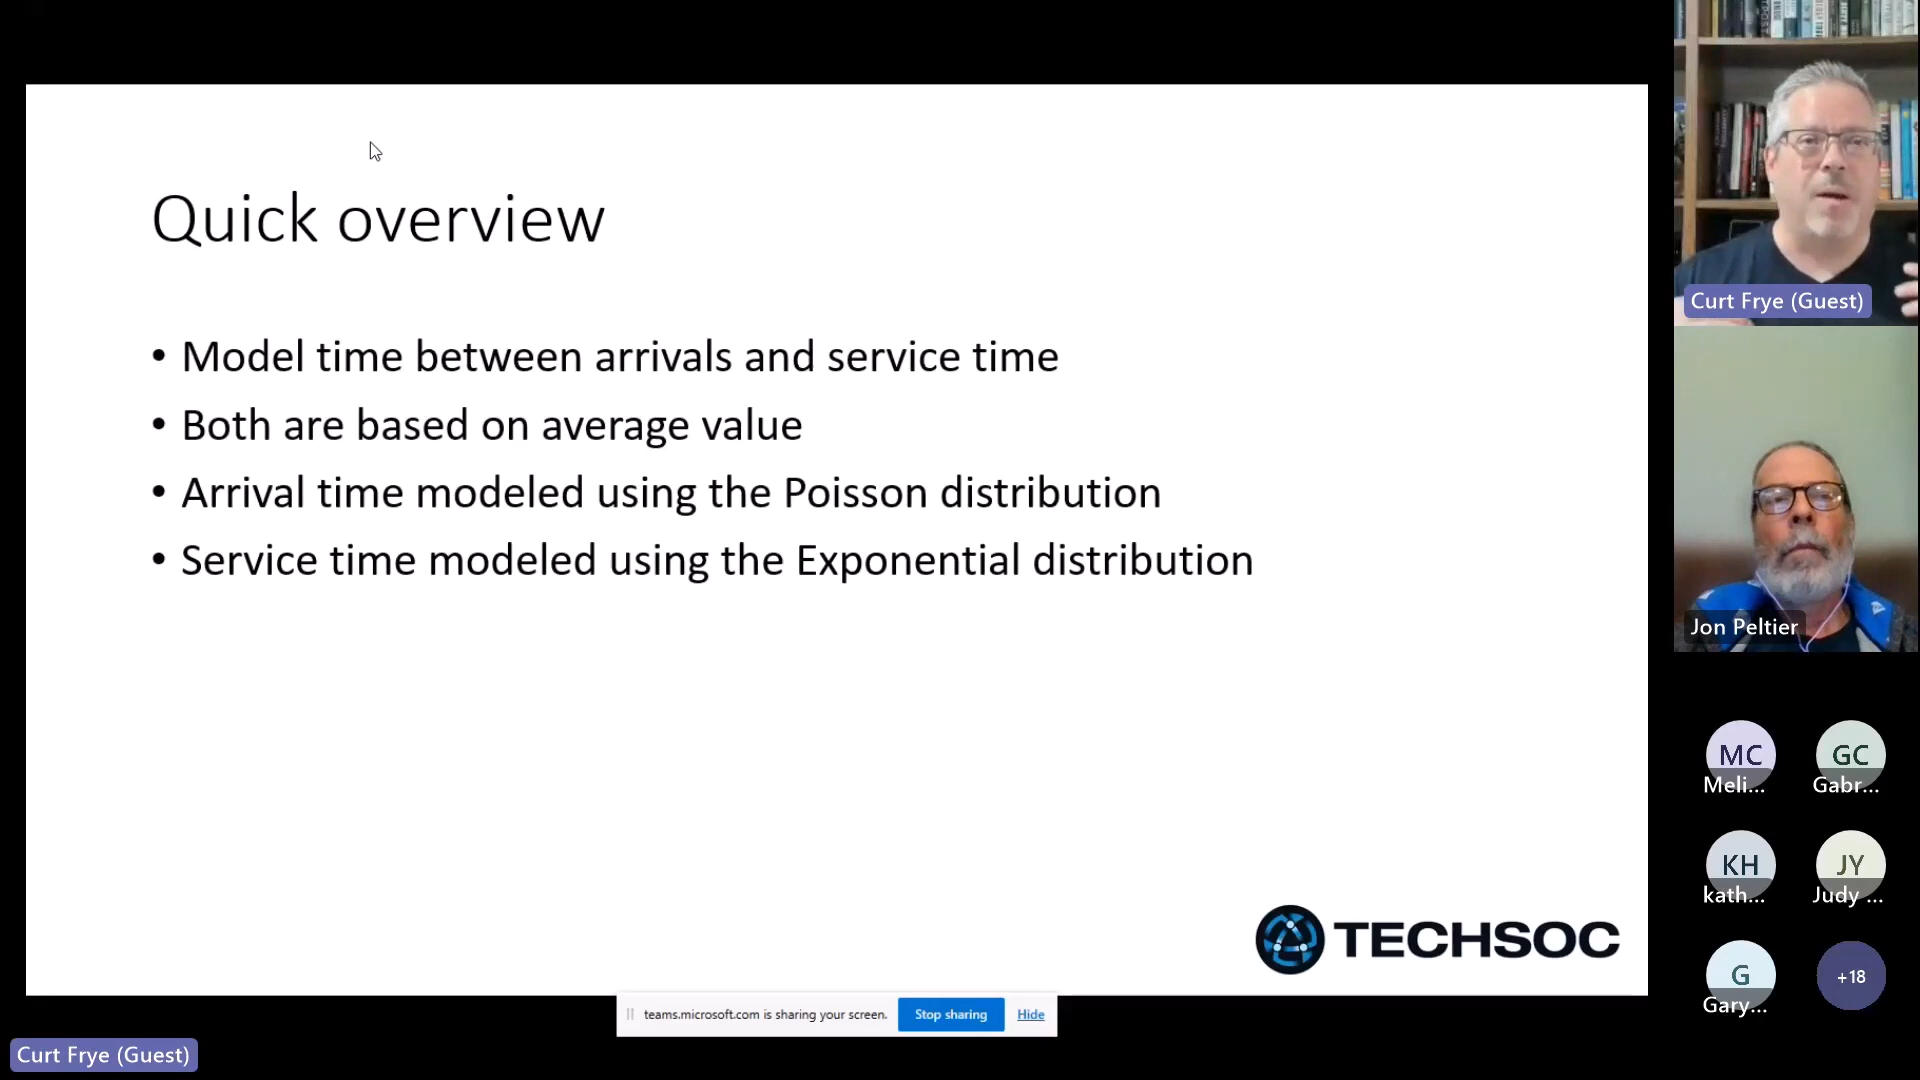 Quick overview
• Model time between arrivals and service time
• Both are based on average value
• Arrival time modeled using the Poisson distribution
• Service time modeled using the Exponential distribution
TECHSOC
teams.microsoft.com is sharing your screen.
Stop sharing
Hide
Curt Frye (Guest)
Curt Frye (Guest)
Jon Peltier
MC
Meli...
GC
Gabr...
KH
kath...
JY
Judy ...
G
Gary...
+18